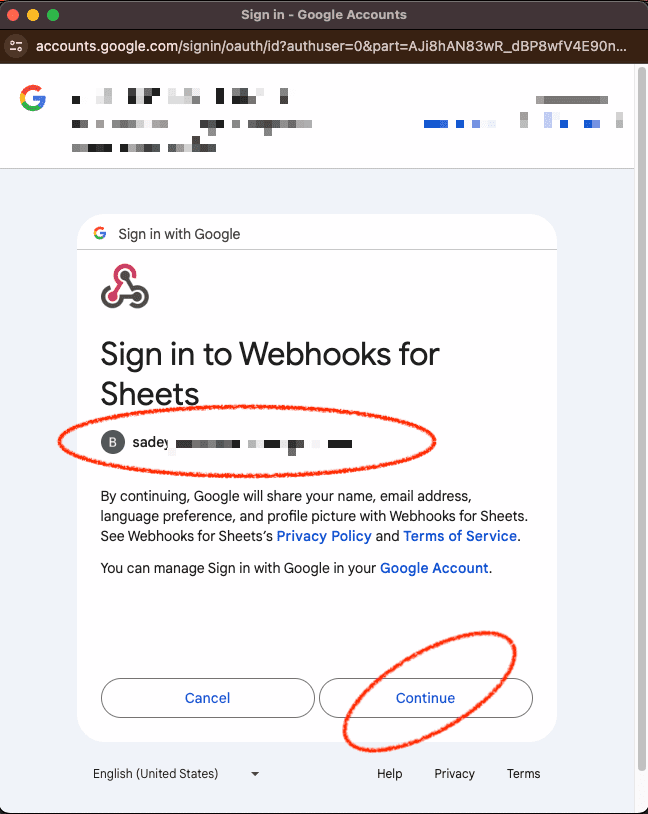 Sign in - Google Accounts
accounts.google.com/signin/oauth/id?authuser=0&part=AJi8hAN83wR_dBP8wfV4E90n...
Sign in with Google
Sign in to Webhooks for
Sheets
B
By continuing, Google will share your name, email address,
language preference, and profile picture with Webhooks for Sheets.
See Webhooks for Sheets's Privacy Policy and Terms of Service.
You can manage Sign in with Google in your Google Account.
Cancel Continue
English (United States) Help Privacy Terms